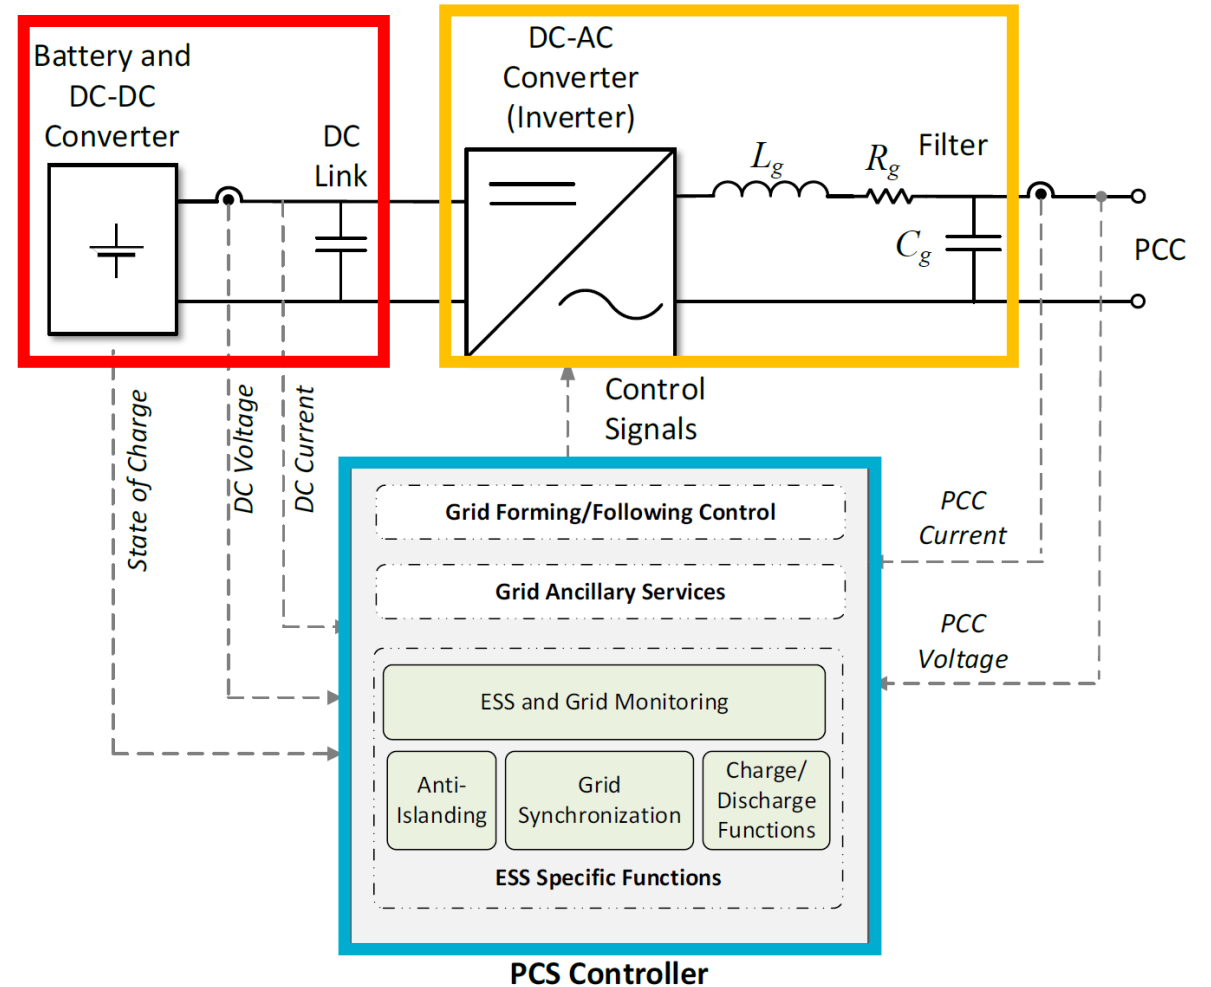 Battery and
DC-DC
Converter
DC
Link
DC-AC
Converter
(Inverter)
Lg
Rg
Filter
Cg
PCC
State of Charge
DC Voltage
DC Current
Control
Signals
PCC
Current
PCC
Voltage
Grid Forming/Following Control
Grid Ancillary Services
ESS and Grid Monitoring
Anti-
Islanding
Grid
Synchronization
Charge/
Discharge
Functions
ESS Specific Functions
PCS Controller